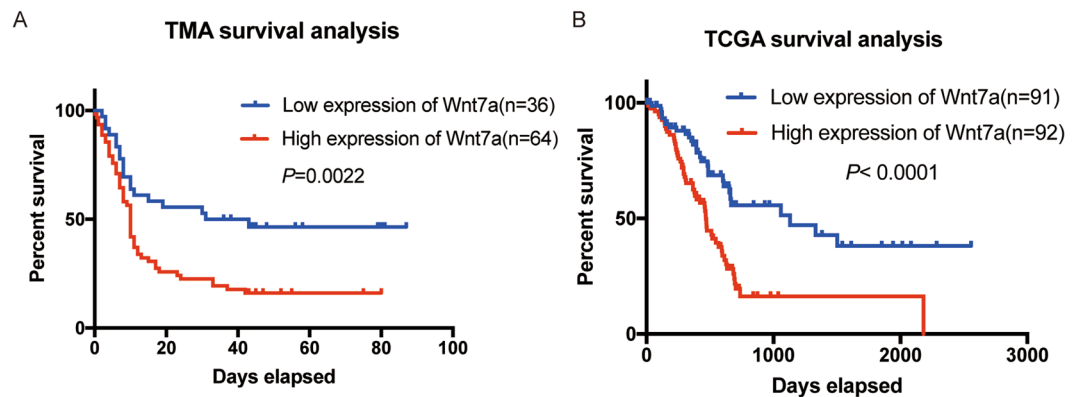 A
TMA survival analysis
Low expression of Wnt7a(n=36)
High expression of Wnt7a(n=64)
P=0.0022
Percent survival
100
50
0
0 20 40 60 80 100
Days elapsed
B
TCGA survival analysis
Low expression of Wnt7a(n=91)
High expression of Wnt7a(n=92)
P< 0.0001
Percent survival
100
50
0
0 1000 2000 3000
Days elapsed